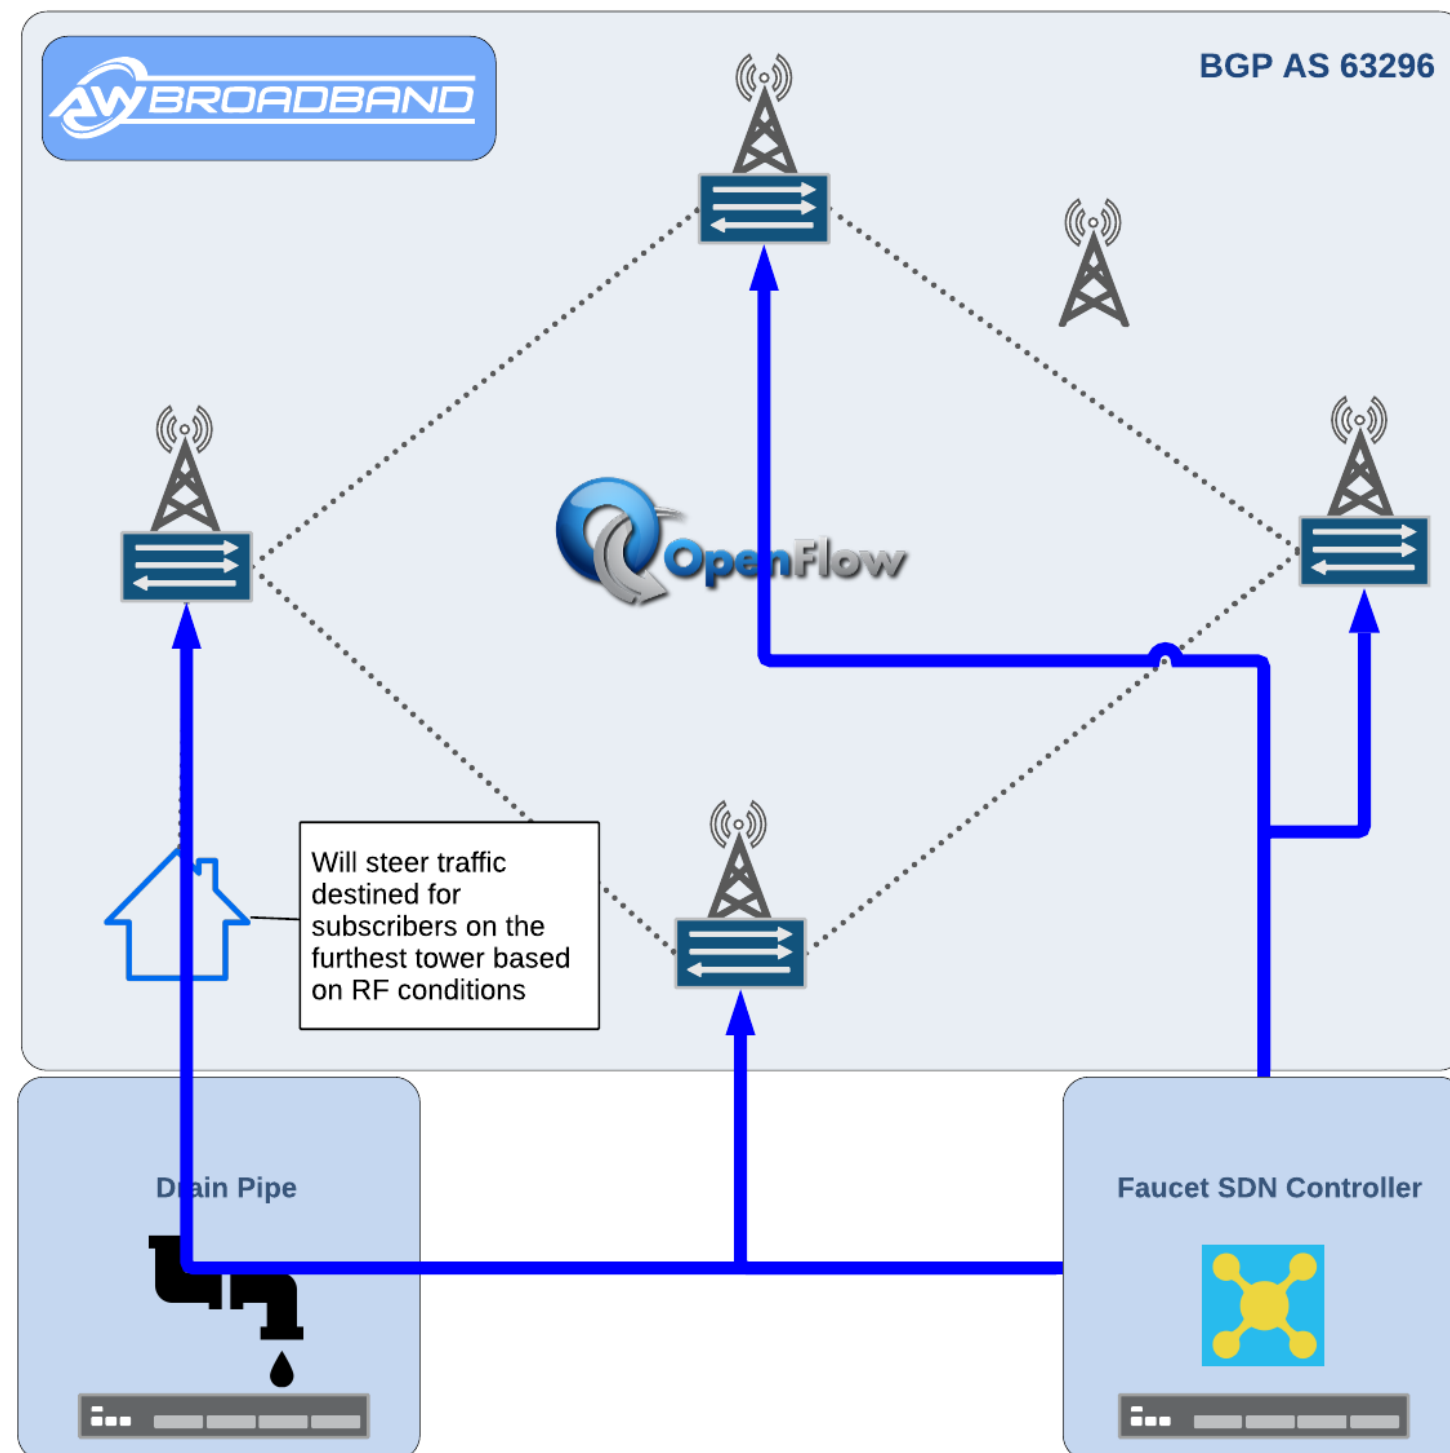 AW BROADBAND
BGP AS 63296
OpenFlow
Will steer traffic
destined for
subscribers on the
furthest tower based
on RF conditions
Drain Pipe
Faucet SDN Controller